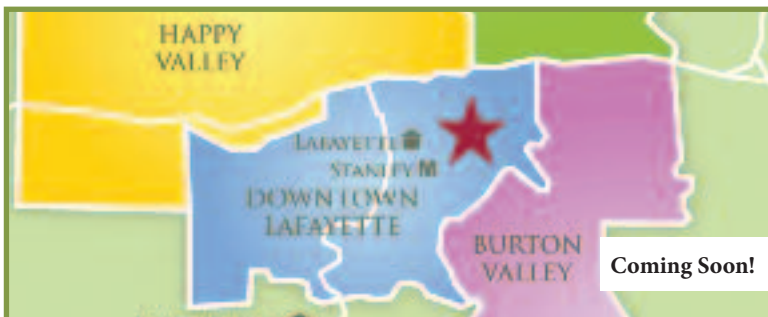 HAPPY
VALLEY
LAFAYETTE
STANLEY M
DOWNTOWN
LAFAYETTE
BURTON
VALLEY
Coming Soon!